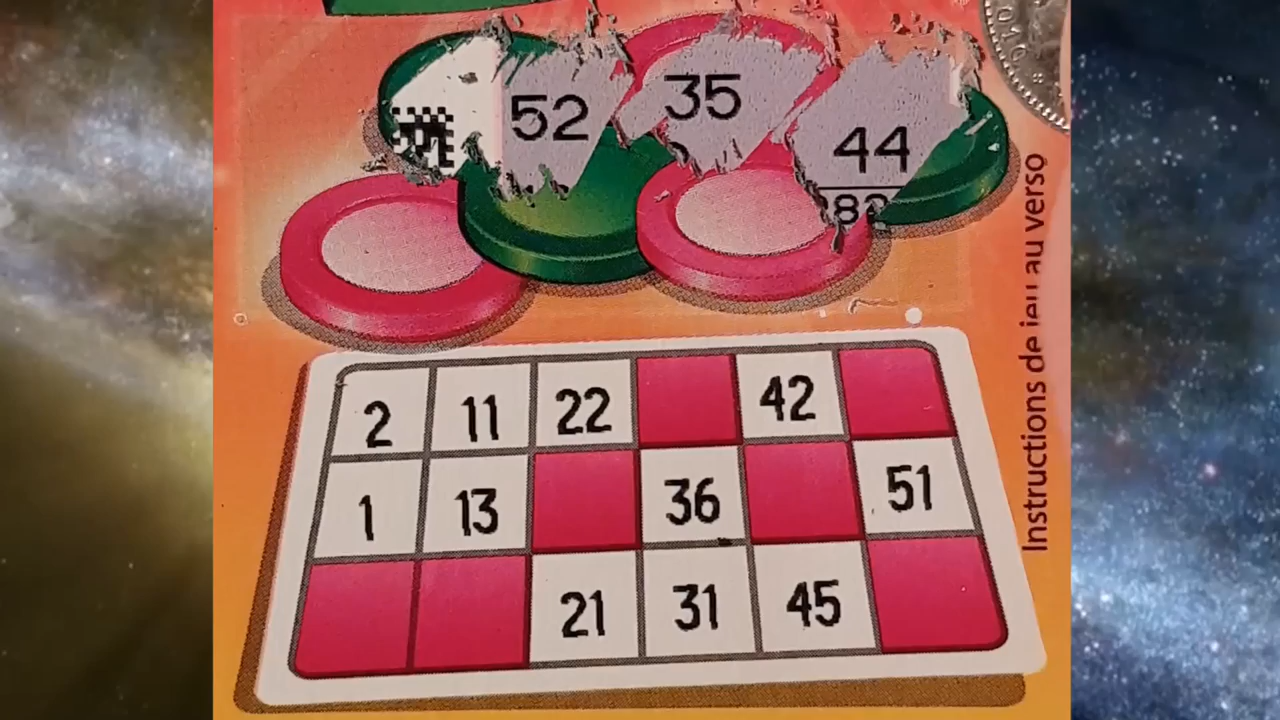 52 35 44
2 11 22 42
1 13 36 51
21 31 45
Instructions de jeu au verso